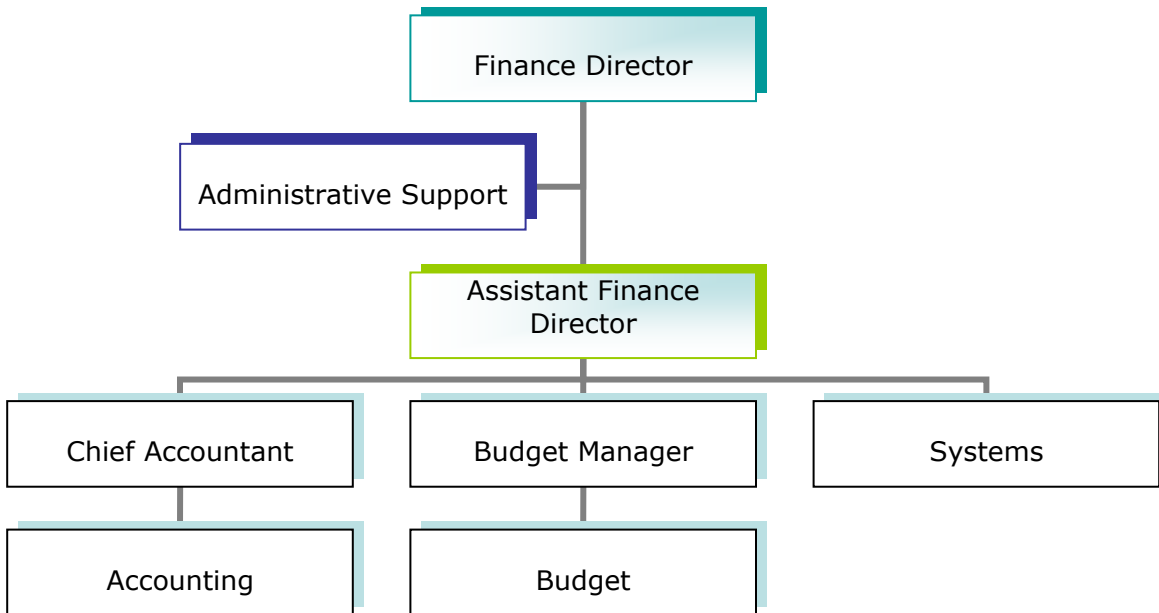 Finance Director
Administrative Support
Assistant Finance
Director
Chief Accountant
Budget Manager
Systems
Accounting
Budget